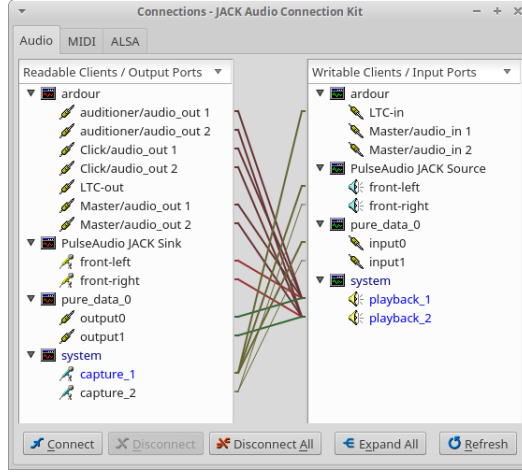 Connections - JACK Audio Connection Kit
Audio MIDI ALSA
Readable Clients / Output Ports
ardour
auditioner/audio_out 1
auditioner/audio_out 2
Click/audio_out 1
Click/audio_out 2
LTC-out
Master/audio_out 1
Master/audio_out 2
PulseAudio JACK Sink
front-left
front-right
pure_data_0
output0
output1
system
capture_1
capture_2
Writable Clients / Input Ports
ardour
LTC-in
Master/audio_in 1
Master/audio_in 2
PulseAudio JACK Source
front-left
front-right
pure_data_0
input0
input1
system
playback_1
playback_2
Connect Disconnect Disconnect All Expand All Refresh